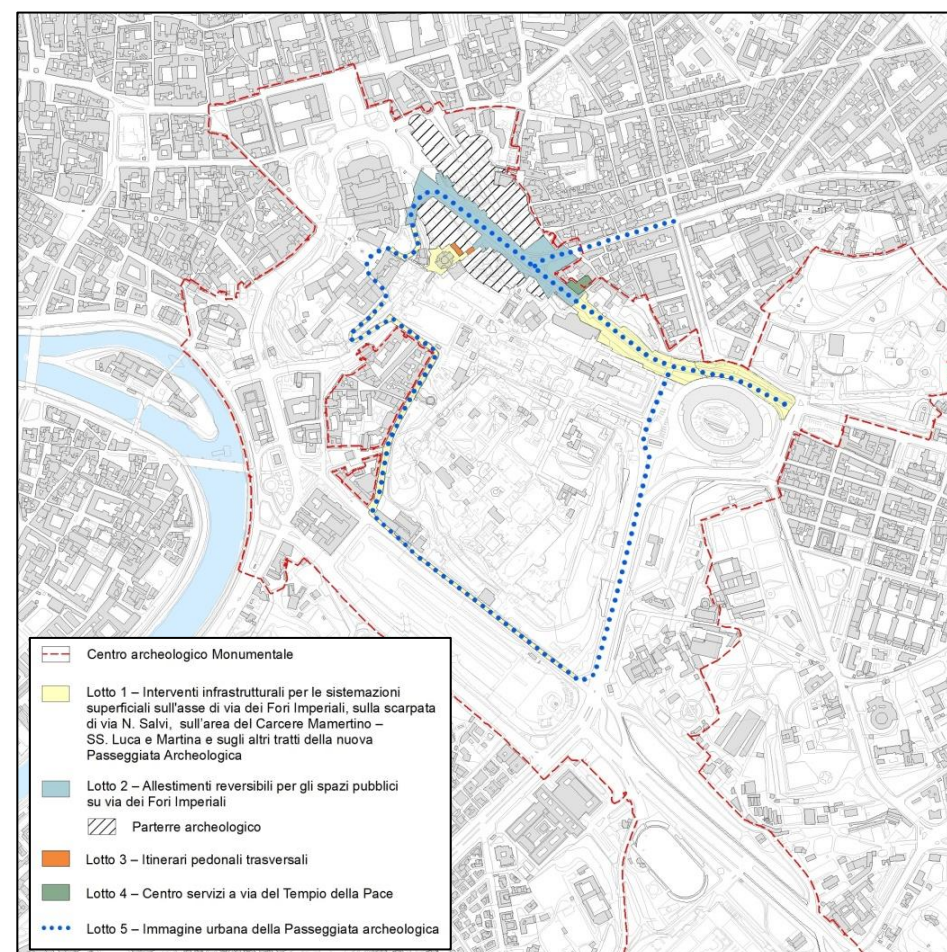 Centro archeologico Monumentale
Lotto 1 – Interventi infrastrutturali per le sistemazioni
superficiali sull'asse di via dei Fori Imperiali, sulla scarpata
di via N. Salvi, sull'area del Carcere Mamertino –
SS. Luca e Martina e sugli altri tratti della nuova
Passeggiata Archeologica
Lotto 2 – Allestimenti reversibili per gli spazi pubblici
su via dei Fori Imperiali
Parterre archeologico
Lotto 3 – Itinerari pedonali trasversali
Lotto 4 – Centro servizi a via del Tempio della Pace
Lotto 5 – Immagine urbana della Passeggiata archeologica